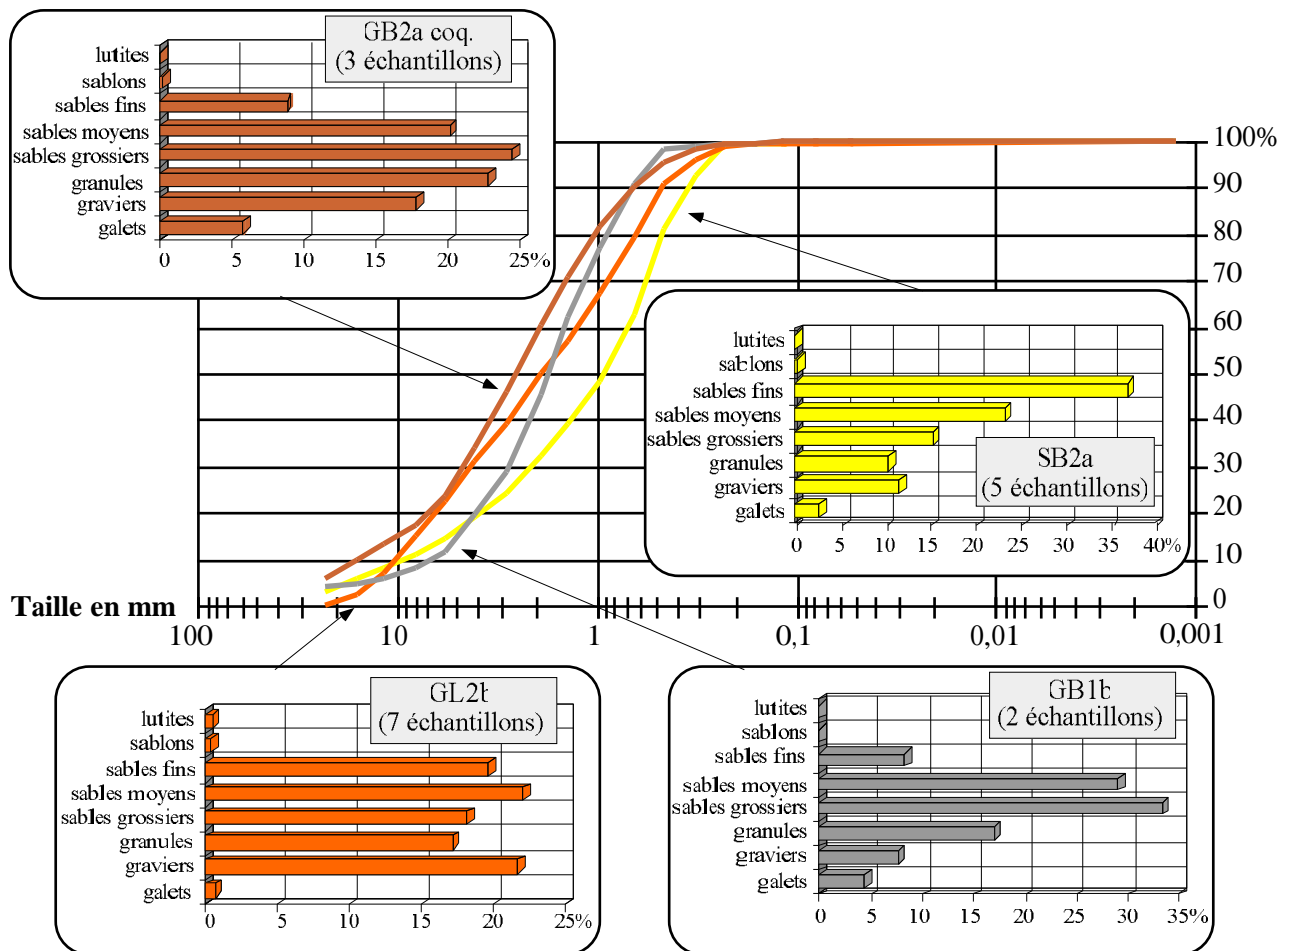 GB2a coq.
(3 échantillons)
lutites
sablons
sables fins
sables moyens
sables grossiers
granules
graviers
galets
0 5 10 15 20 25%
100%
90
80
70
60
50
40
30
20
10
0
lutites
sablons
sables fins
sables moyens
sables grossiers
granules
graviers
galets
SB2a
(5 échantillons)
0 5 10 15 20 25 30 35 40%
Taille en mm
100 10 1 0,1 0,01 0,001
GL2b
(7 échantillons)
lutites
sablons
sables fins
sables moyens
sables grossiers
granules
graviers
galets
0 5 10 15 20 25%
GB1b
(2 échantillons)
lutites
sablons
sables fins
sables moyens
sables grossiers
granules
graviers
galets
0 5 10 15 20 25 30 35%